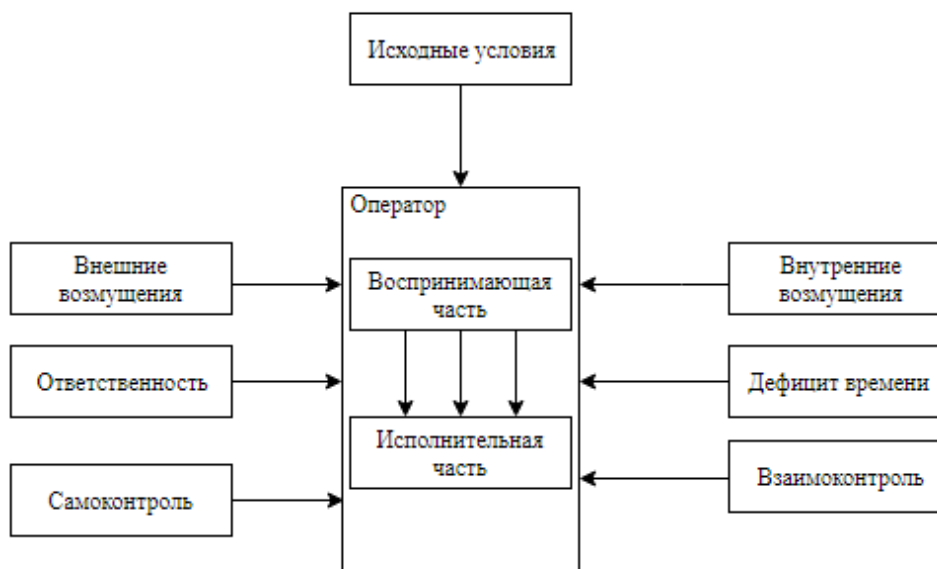 Исходные условия
Оператор
Внешние
возмущения
Воспринимающая
часть
Внутренние
возмущения
Ответственность
Дефицит времени
Исполнительная
часть
Самоконтроль
Взаимоконтроль